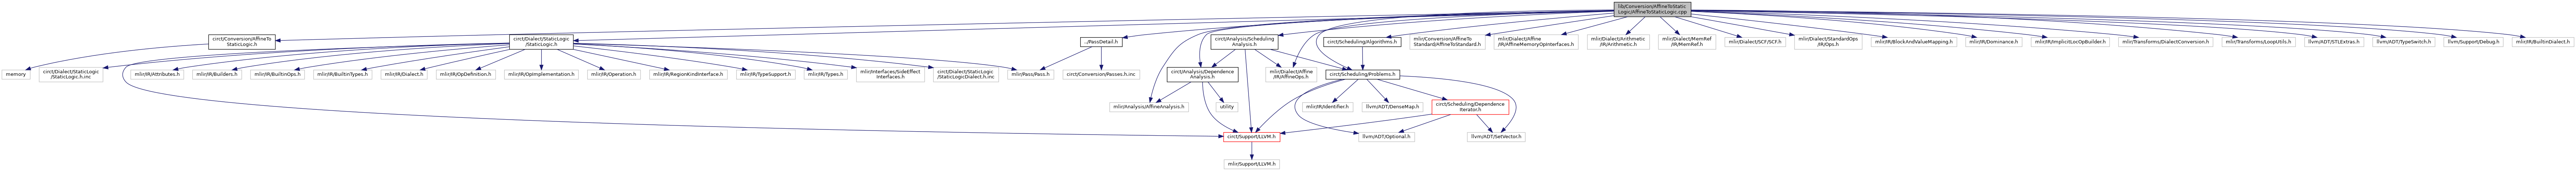 lib/Conversion/AffineToStatic
Logic/AffineToStaticLogic.cpp
circt/Conversion/AffineTo
StaticLogic.h
circt/Dialect/StaticLogic
/StaticLogic.h
../PassDetail.h
circt/Analysis/Scheduling
Analysis.h
circt/Scheduling/Algorithms.h
mlir/Conversion/AffineTo
Standard/AffineToStandard.h
mlir/Dialect/Affine
/IR/AffineMemoryOpInterfaces.h
mlir/Dialect/Arithmetic
/IR/Arithmetic.h
mlir/Dialect/MemRef
/IR/MemRef.h
mlir/Dialect/SCF/SCF.h
mlir/Dialect/StandardOps
/IR/Ops.h
mlir/IR/BlockAndValueMapping.h
mlir/IR/Dominance.h
mlir/IR/ImplicitLocOpBuilder.h
mlir/Transforms/DialectConversion.h
mlir/Transforms/LoopUtils.h
llvm/ADT/STLExtras.h
llvm/ADT/TypeSwitch.h
llvm/Support/Debug.h
mlir/IR/BuiltinDialect.h
memory
circt/Dialect/StaticLogic
/StaticLogic.h.inc
mlir/IR/Attributes.h
mlir/IR/Builders.h
mlir/IR/BuiltinOps.h
mlir/IR/BuiltinTypes.h
mlir/IR/Dialect.h
mlir/IR/OpDefinition.h
mlir/IR/OpImplementation.h
mlir/IR/Operation.h
mlir/IR/RegionKindInterface.h
mlir/IR/TypeSupport.h
mlir/IR/Types.h
mlir/Interfaces/SideEffect
Interfaces.h
circt/Dialect/StaticLogic
/StaticLogicDialect.h.inc
mlir/Pass/Pass.h
circt/Conversion/Passes.h.inc
circt/Analysis/Dependence
Analysis.h
mlir/Dialect/Affine
/IR/AffineOps.h
circt/Scheduling/Problems.h
mlir/Analysis/AffineAnalysis.h
utility
mlir/IR/Identifier.h
llvm/ADT/DenseMap.h
circt/Scheduling/Dependence
Iterator.h
circt/Support/LLVM.h
llvm/ADT/Optional.h
llvm/ADT/SetVector.h
mlir/Support/LLVM.h